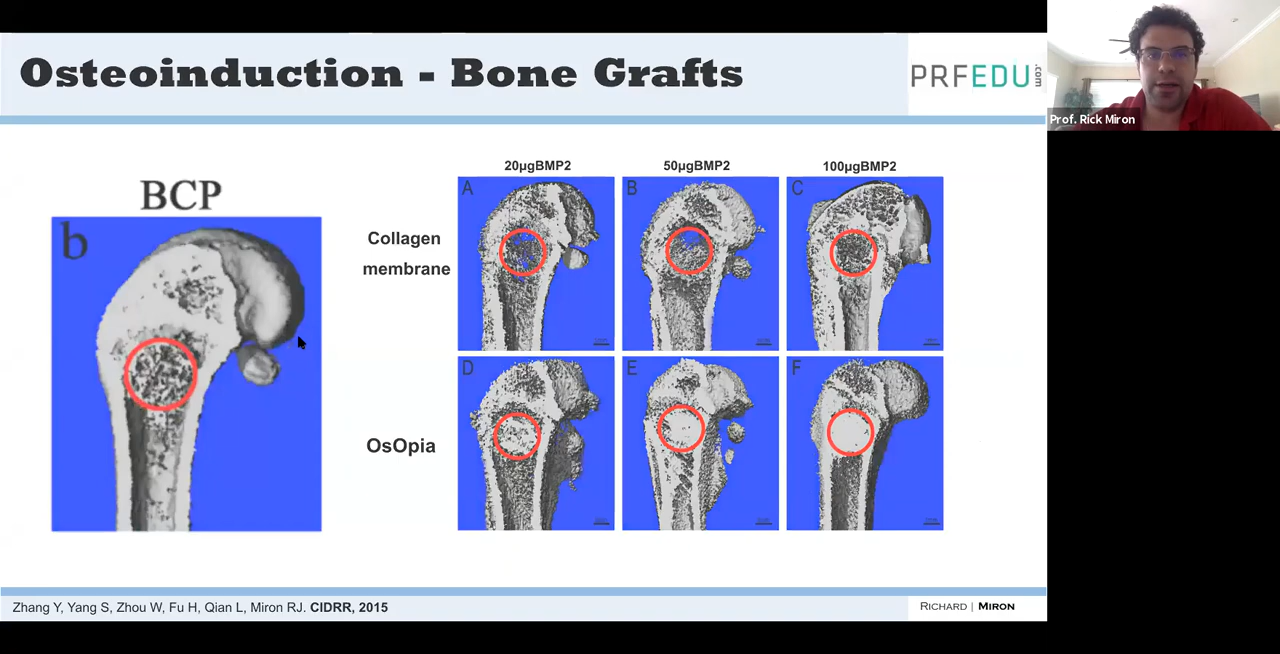 Osteoinduction - Bone Grafts
PRFEDU.com
Prof. Rick Miron
BCP
b
20µgBMP2
50µgBMP2
100µgBMP2
Collagen
membrane
A
B
C
OsOpia
D
E
F
Zhang Y, Yang S, Zhou W, Fu H, Qian L, Miron RJ. CIDRR, 2015
RICHARD | MIRON